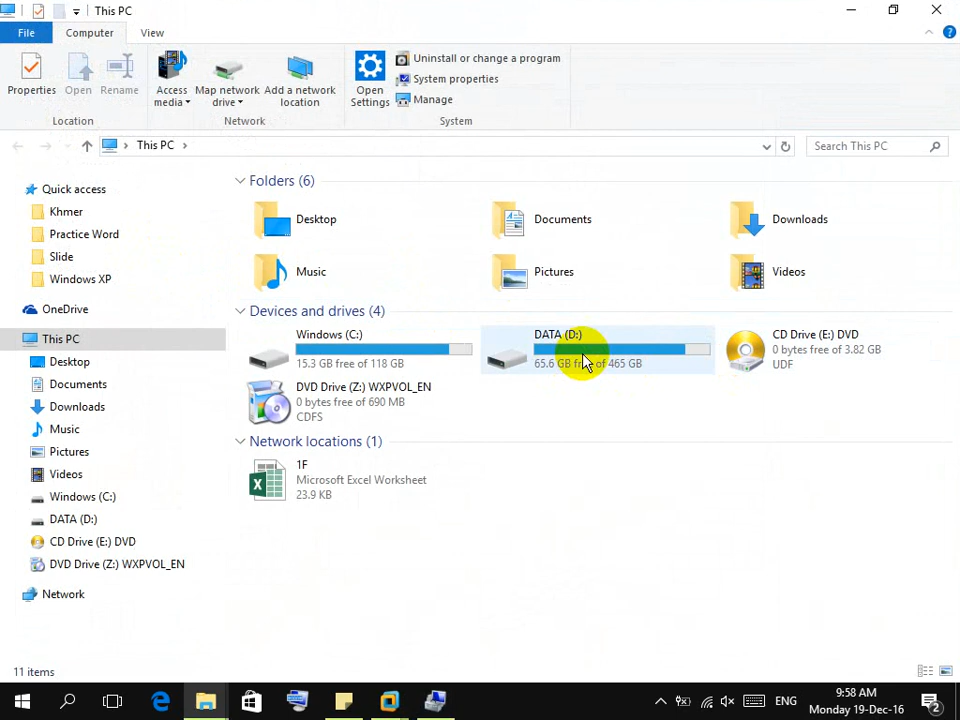 This PC
File
Computer
View
Properties
Open
Rename
Access media
Map network drive
Add a network location
Open Settings
Uninstall or change a program
System properties
Manage
Location
Network
System
This PC
Search This PC
Quick access
Khmer
Practice Word
Slide
Windows XP
OneDrive
This PC
Desktop
Documents
Downloads
Music
Pictures
Videos
Windows (C:)
DATA (D:)
CD Drive (E:) DVD
DVD Drive (Z:) WXPVOL_EN
Network
Folders (6)
Desktop
Documents
Downloads
Music
Pictures
Videos
Devices and drives (4)
Windows (C:)
15.3 GB free of 118 GB
DATA (D:)
65.6 GB free of 465 GB
CD Drive (E:) DVD
0 bytes free of 3.82 GB
UDF
DVD Drive (Z:) WXPVOL_EN
0 bytes free of 690 MB
CDFS
Network locations (1)
1F
Microsoft Excel Worksheet
23.9 KB
11 items
ENG
9:58 AM
Monday 19-Dec-16
2